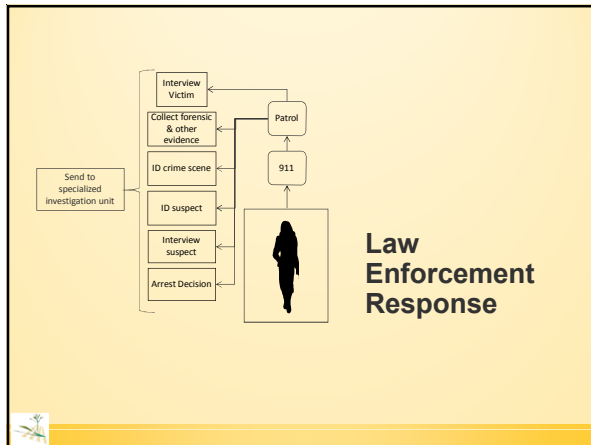 Interview
Victim
Collect forensic
& other
evidence
ID crime scene
ID suspect
Interview
suspect
Arrest Decision
Send to
specialized
investigation unit
Patrol
911
Law
Enforcement
Response